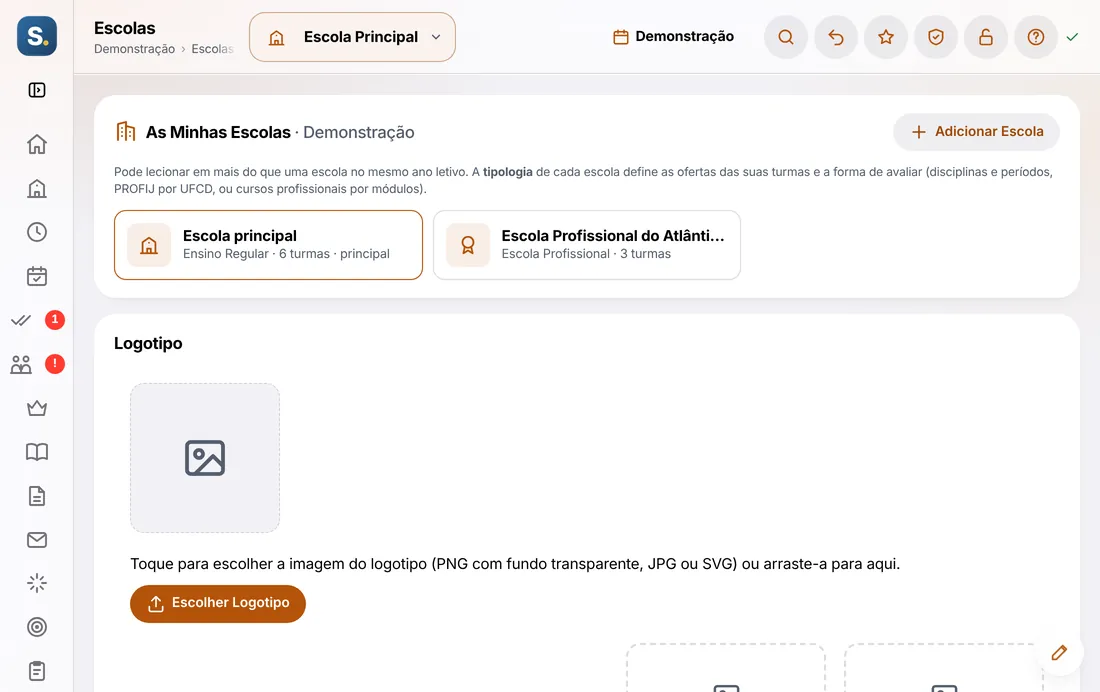 S.
Escolas
Demonstração › Escolas
Escola Principal
Demonstração
As Minhas Escolas · Demonstração
Adicionar Escola
Pode lecionar em mais do que uma escola no mesmo ano letivo. A tipologia de cada escola define as ofertas das suas turmas e a forma de avaliar (disciplinas e períodos,
PROFIJ por UFCD, ou cursos profissionais por módulos).
Escola principal
Ensino Regular · 6 turmas · principal
Escola Profissional do Atlânti...
Escola Profissional · 3 turmas
1
!
Logotipo
Toque para escolher a imagem do logotipo (PNG com fundo transparente, JPG ou SVG) ou arraste-a para aqui.
Escolher Logotipo